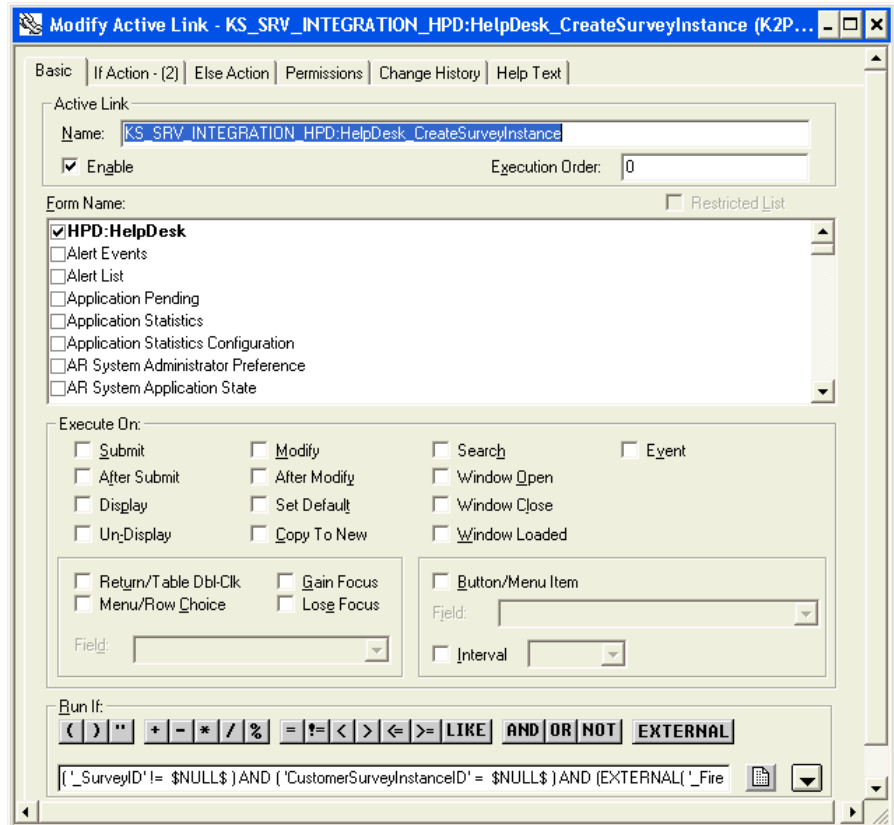 Modify Active Link - KS_SRV_INTEGRATION_HPD:HelpDesk_CreateSurveyInstance (K2P...
Basic If Action - (2) Else Action Permissions Change History Help Text
Active Link
Name: KS_SRV_INTEGRATION_HPD:HelpDesk_CreateSurveyInstance
Enable Execution Order: 0
Form Name: Restricted List
HPD:HelpDesk
Alert Events
Alert List
Application Pending
Application Statistics
Application Statistics Configuration
AR System Administrator Preference
AR System Application State
Execute On:
Submit Modify Search Event
After Submit After Modify Window Open
Display Set Default Window Close
Un-Display Copy To New Window Loaded
Return/Table Dbl-Clk Gain Focus Button/Menu Item
Menu/Row Choice Lose Focus
Field:
Field:
Interval
Run If:
( ) " + - * / % = != < > <= >= LIKE AND OR NOT EXTERNAL
( '_SurveyID' != $NULL$ ) AND ( 'CustomerSurveyInstanceID' = $NULL$ ) AND (EXTERNAL( '_Fire